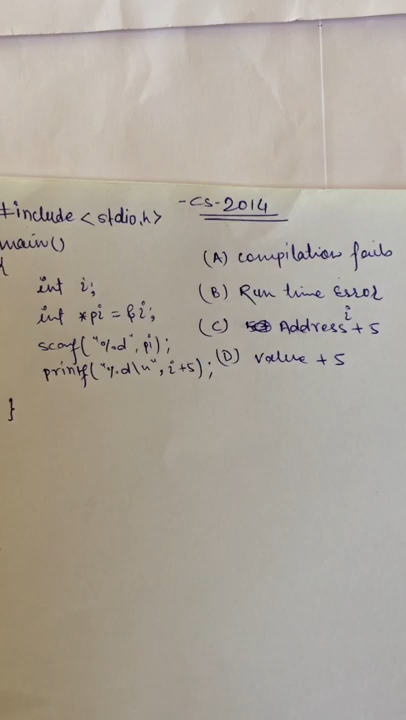 -CS-2014
#include <stdio.h>
main()
{
int i;
int *pi = &i;
scanf("%d", pi);
printf("%d\n", i+5);
}
(A) compilation fails
(B) Run time Error
(C) Address i + 5
(D) value + 5